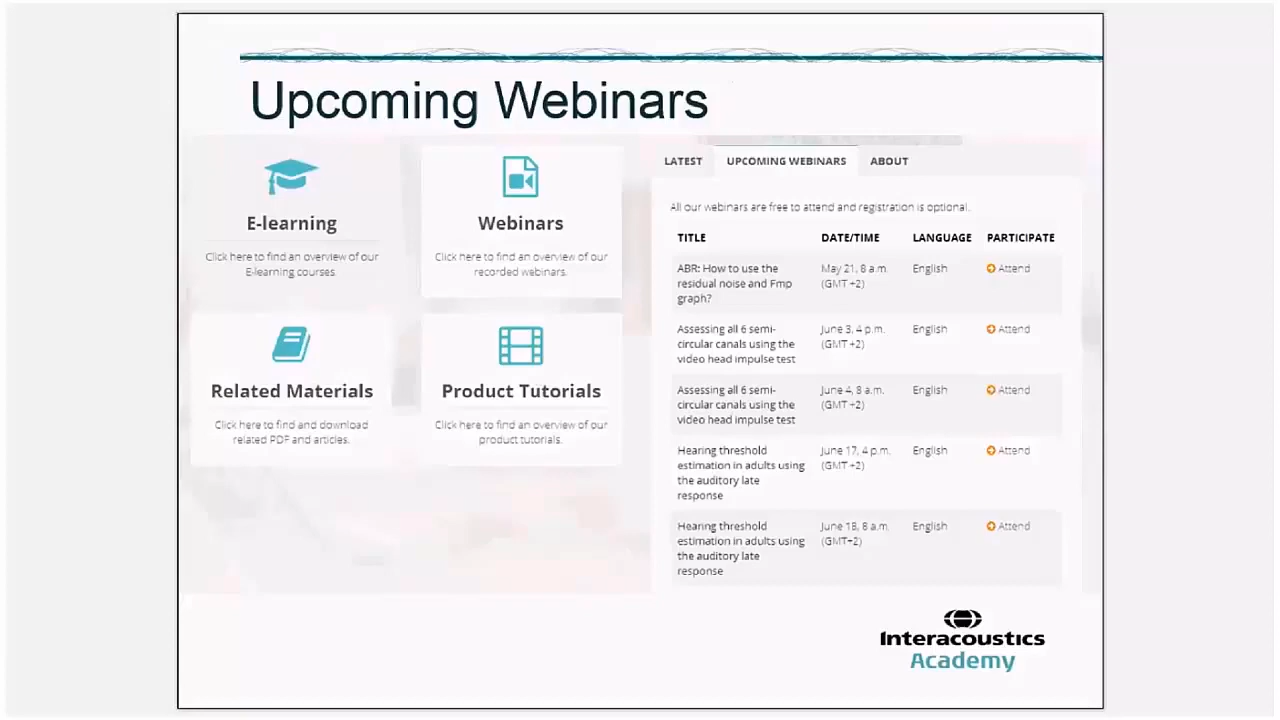 Upcoming Webinars
E-learning
Click here to find an overview of our
E-learning courses.
Webinars
Click here to find an overview of our
recorded webinars.
Related Materials
Click here to find and download
related PDF and articles.
Product Tutorials
Click here to find an overview of our
product tutorials.
LATEST UPCOMING WEBINARS ABOUT
All our webinars are free to attend and registration is optional.
TITLE DATE/TIME LANGUAGE PARTICIPATE
ABR: How to use the
residual noise and Fmp
graph?
May 21, 8 a.m.
(GMT +2)
English
Attend
Assessing all 6 semi-
circular canals using the
video head impulse test
June 3, 4 p.m.
(GMT +2)
English
Attend
Assessing all 6 semi-
circular canals using the
video head impulse test
June 4, 8 a.m.
(GMT +2)
English
Attend
Hearing threshold
estimation in adults using
the auditory late
response
June 17, 4 p.m.
(GMT +2)
English
Attend
Hearing threshold
estimation in adults using
the auditory late
response
June 18, 8 a.m.
(GMT+2)
English
Attend
Interacoustics
Academy